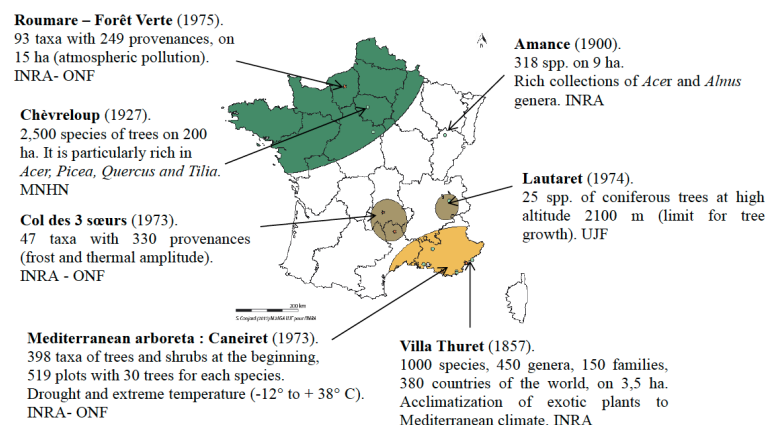 Roumare – Forêt Verte (1975).
93 taxa with 249 provenances, on
15 ha (atmospheric pollution).
INRA- ONF
Chèvreloup (1927).
2,500 species of trees on 200
ha. It is particularly rich in
Acer, Picea, Quercus and Tilia.
MNHN
Col des 3 sœurs (1973).
47 taxa with 330 provenances
(frost and thermal amplitude).
INRA - ONF
Amance (1900).
318 spp. on 9 ha.
Rich collections of Acer and Alnus
genera. INRA
Lautaret (1974).
25 spp. of coniferous trees at high
altitude 2100 m (limit for tree
growth). UJF
200 km
Mediterranean arboreta : Caneiret (1973).
398 taxa of trees and shrubs at the beginning,
519 plots with 30 trees for each species.
Drought and extreme temperature (-12° to + 38° C).
INRA- ONF
Villa Thuret (1857).
1000 species, 450 genera, 150 families,
380 countries of the world, on 3,5 ha.
Acclimatization of exotic plants to
Mediterranean climate. INRA